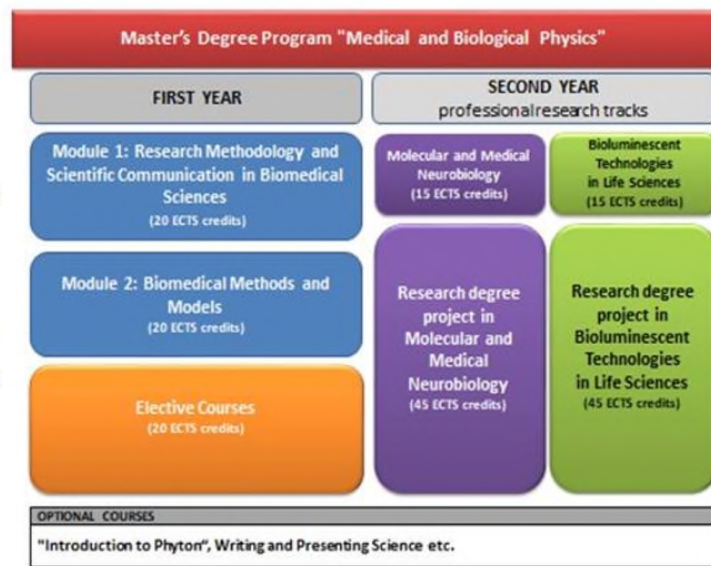 Master's Degree Program "Medical and Biological Physics"
FIRST YEAR
SECOND YEAR
professional research tracks
Module 1: Research Methodology and
Scientific Communication in Biomedical
Sciences
(20 ECTS credits)
Module 2: Biomedical Methods and
Models
(20 ECTS credits)
Elective Courses
(20 ECTS credits)
Molecular and Medical
Neurobiology
(15 ECTS credits)
Research degree
project in
Molecular and
Medical
Neurobiology
(45 ECTS credits)
Bioluminescent
Technologies
in Life Sciences
(15 ECTS credits)
Research degree
project in
Bioluminescent
Technologies
in Life Sciences
(45 ECTS credits)
OPTIONAL COURSES
"Introduction to Phyton“, Writing and Presenting Science etc.